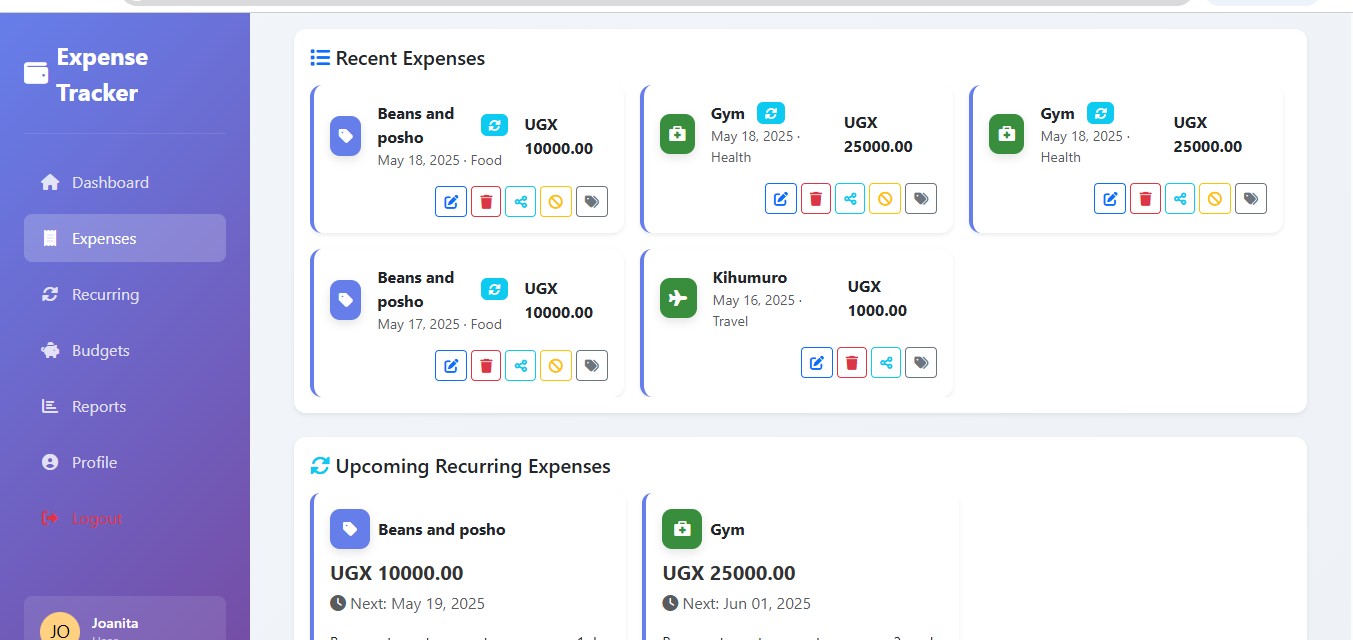 Expense
Tracker
Dashboard
Expenses
Recurring
Budgets
Reports
Profile
Logout
JO
Joanita
Recent Expenses
Beans and
posho
May 18, 2025 · Food
UGX
10000.00
Gym
May 18, 2025 ·
Health
UGX
25000.00
Gym
May 18, 2025 ·
Health
UGX
25000.00
Beans and
posho
May 17, 2025 · Food
UGX
10000.00
Kihumuro
May 16, 2025 ·
Travel
UGX
1000.00
Upcoming Recurring Expenses
Beans and posho
UGX 10000.00
Next: May 19, 2025
Gym
UGX 25000.00
Next: Jun 01, 2025